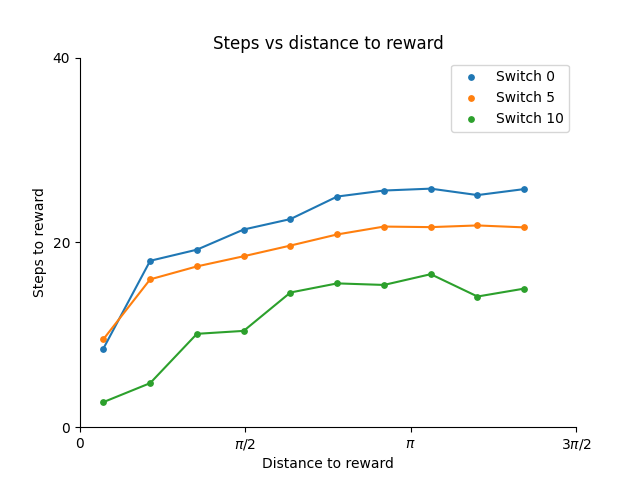 Steps vs distance to reward
Switch 0
Switch 5
Switch 10
40
20
0
Steps to reward
0
π/2
π
3π/2
Distance to reward